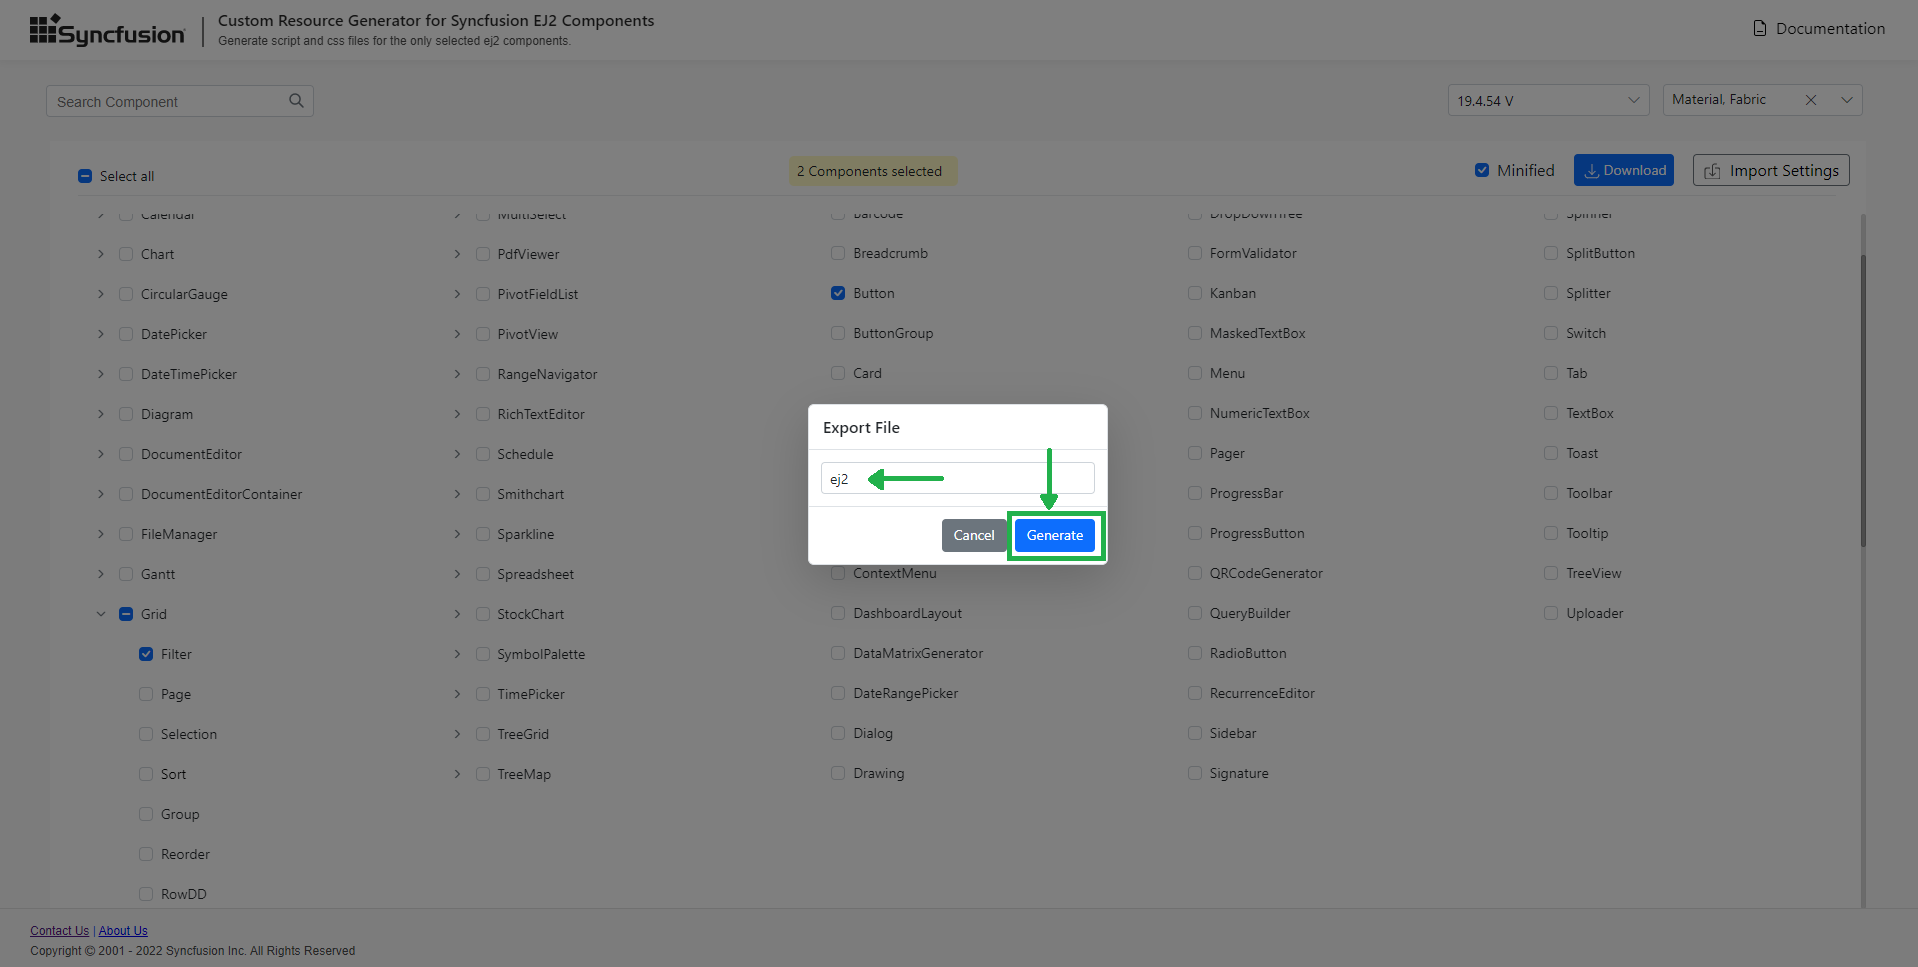 Syncfusion
Custom Resource Generator for Syncfusion EJ2 Components
Generate script and css files for the only selected ej2 components.
Documentation
Search Component
19.4.54 V
Material, Fabric
Select all
2 Components selected
Minified
Download
Import Settings
Calendar
MultiSelect
Barcode
DropDownTree
Spinner
Chart
PdfViewer
Breadcrumb
FormValidator
SplitButton
CircularGauge
PivotFieldList
Button
Kanban
Splitter
DatePicker
PivotView
ButtonGroup
MaskedTextBox
Switch
DateTimePicker
RangeNavigator
Card
Menu
Tab
Diagram
RichTextEditor
NumericTextBox
TextBox
Export File
DocumentEditor
Schedule
Pager
Toast
ej2
DocumentEditorContainer
Smithchart
ProgressBar
Toolbar
FileManager
Sparkline
Cancel
Generate
ProgressButton
Tooltip
Gantt
Spreadsheet
ContextMenu
QRCodeGenerator
TreeView
Grid
StockChart
DashboardLayout
QueryBuilder
Uploader
Filter
SymbolPalette
DataMatrixGenerator
RadioButton
Page
TimePicker
DateRangePicker
RecurrenceEditor
Selection
TreeGrid
Dialog
Sidebar
Sort
TreeMap
Drawing
Signature
Group
Reorder
RowDD
Contact Us | About Us
Copyright © 2001 - 2022 Syncfusion Inc. All Rights Reserved